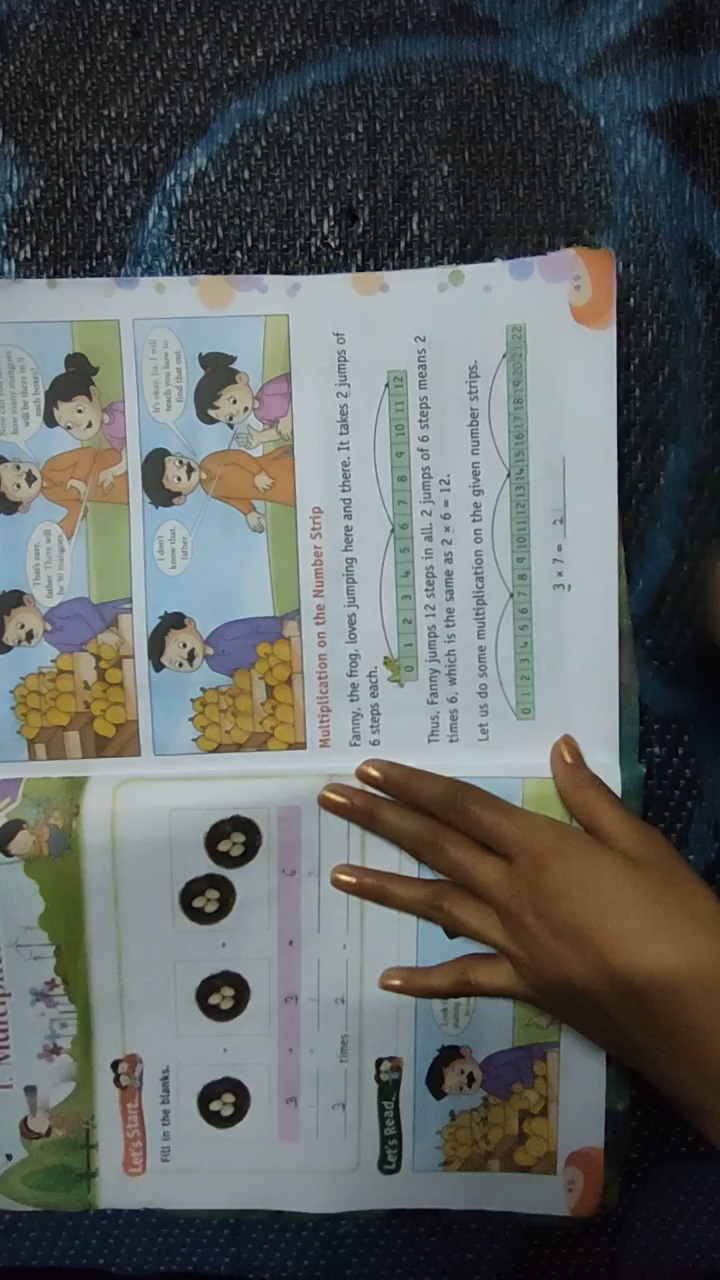 Let's Start...
Fill in the blanks.
3 + 3 = 6
times 2 =
Let's Read...
48
how many mangoes
will be there in 9
such boxes?
That's easy,
father. There will
be 30 mangoes
I don't
know that,
father.
It's okay, Jia. I will
teach you how to
find that out.
Multiplication on the Number Strip
Fanny, the frog, loves jumping here and there. It takes 2 jumps of
6 steps each.
0 1 2 3 4 5 6 7 8 9 10 11 12
Thus, Fanny jumps 12 steps in all. 2 jumps of 6 steps means 2
times 6, which is the same as 2 × 6 = 12.
Let us do some multiplication on the given number strips.
0 1 2 3 4 5 6 7 8 9 10 11 12 13 14 15 16 17 18 19 20 21 22
3 × 7 = 21
49